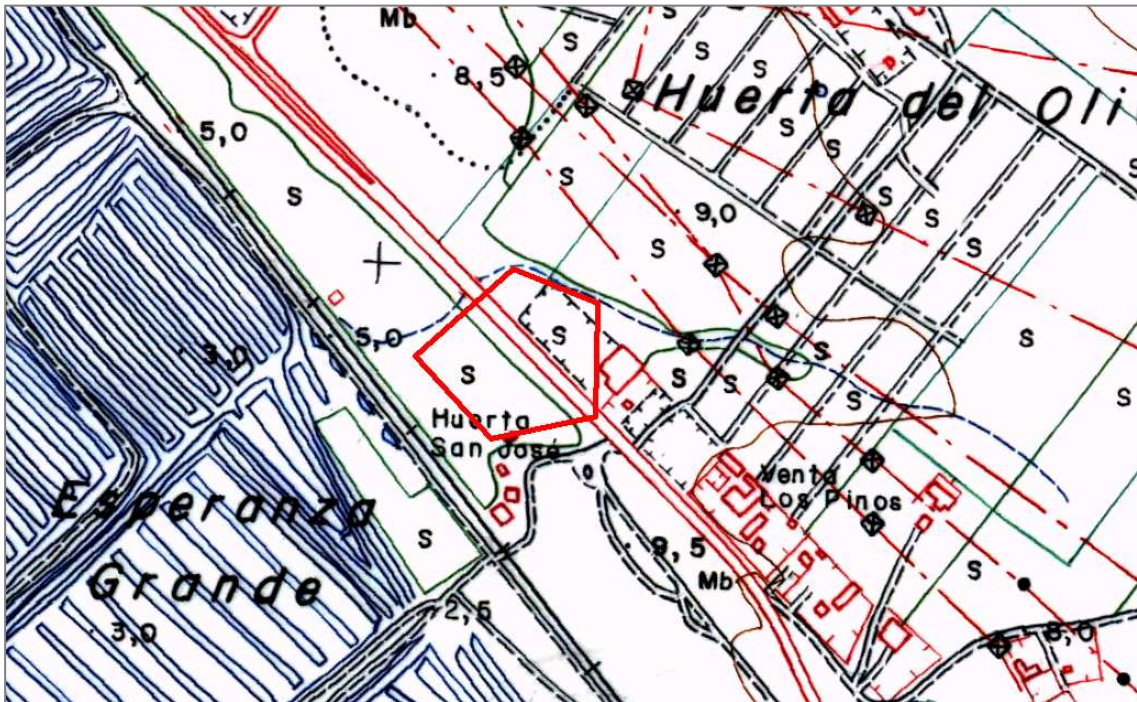 Mb
S
S
8,5
S
Huerta del Oli
S
5,0
S
S
S
S
S
S
9,0
S
S
S
S
5,0
3,0
S
S
S
S
S
S
S
S
Huerta
San José
Venta
Los Pinos
Esperanza
Grande
S
9,5
Mb
S
2,5
3,0
8,0